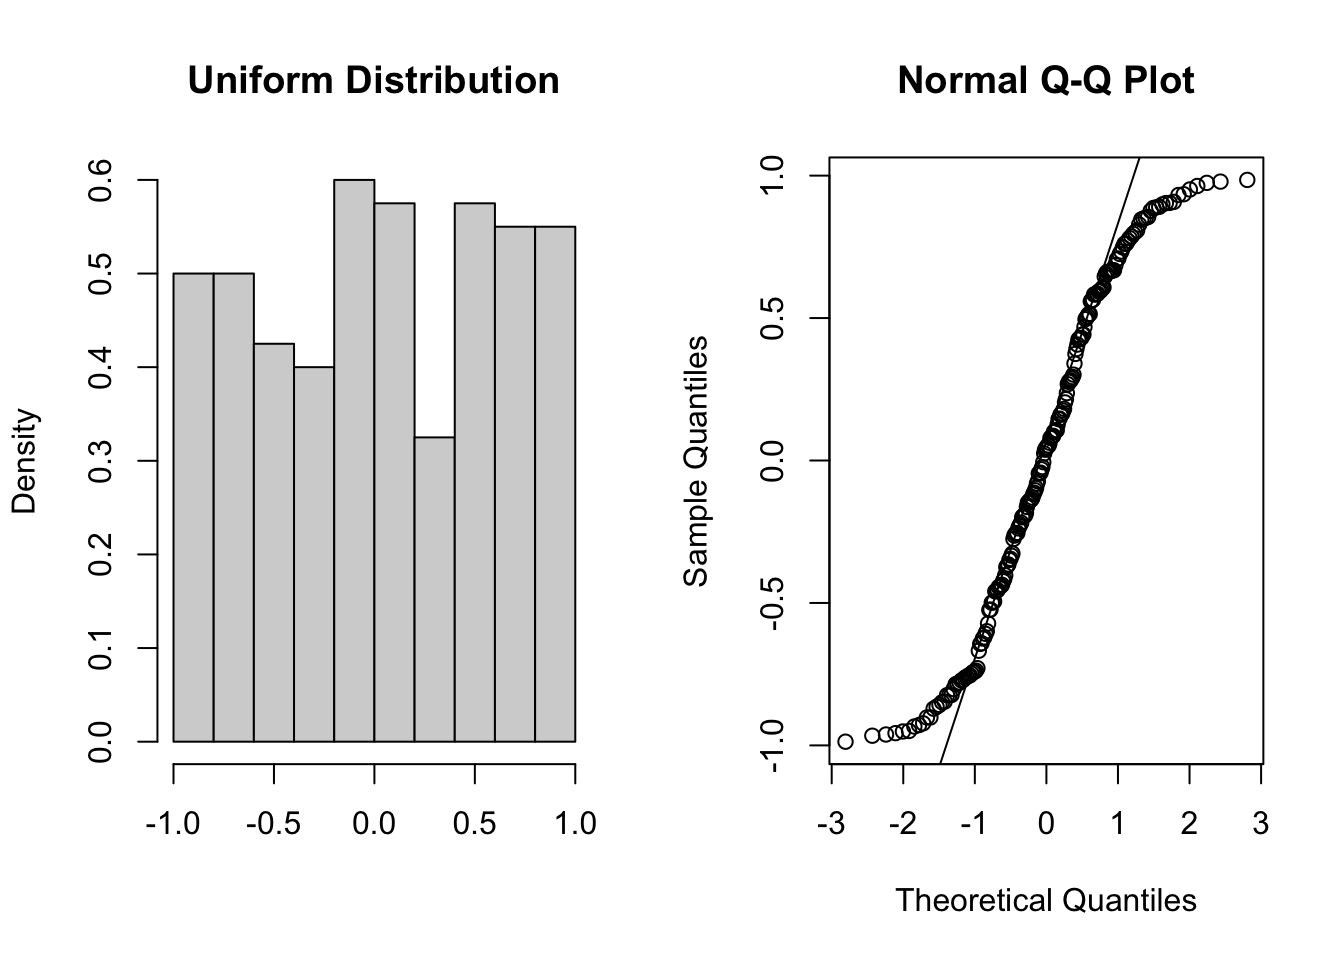 Uniform Distribution
Density
0.0 0.1 0.2 0.3 0.4 0.5 0.6
-1.0 -0.5 0.0 0.5 1.0
Normal Q-Q Plot
Sample Quantiles
-1.0 -0.5 0.0 0.5 1.0
-3 -2 -1 0 1 2 3
Theoretical Quantiles